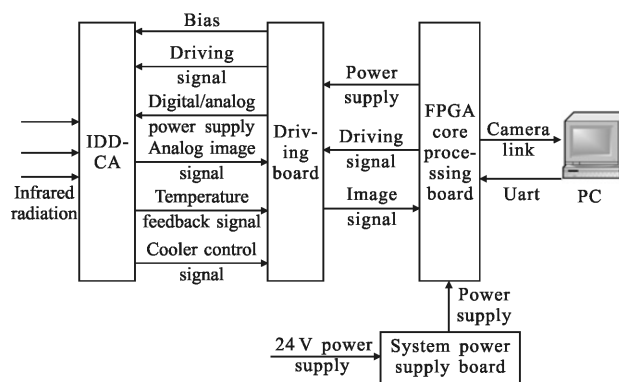 Bias
Driving
signal
Digital/analog
power supply
Analog image
signal
Temperature
feedback signal
Cooler control
signal
Infrared
radiation
IDD-
CA
Driv-
ing
board
Power
supply
Driving
signal
Image
signal
FPGA
core
proce-
ssing
board
Camera
link
Uart
PC
Power
supply
24 V power
supply
System power
supply board